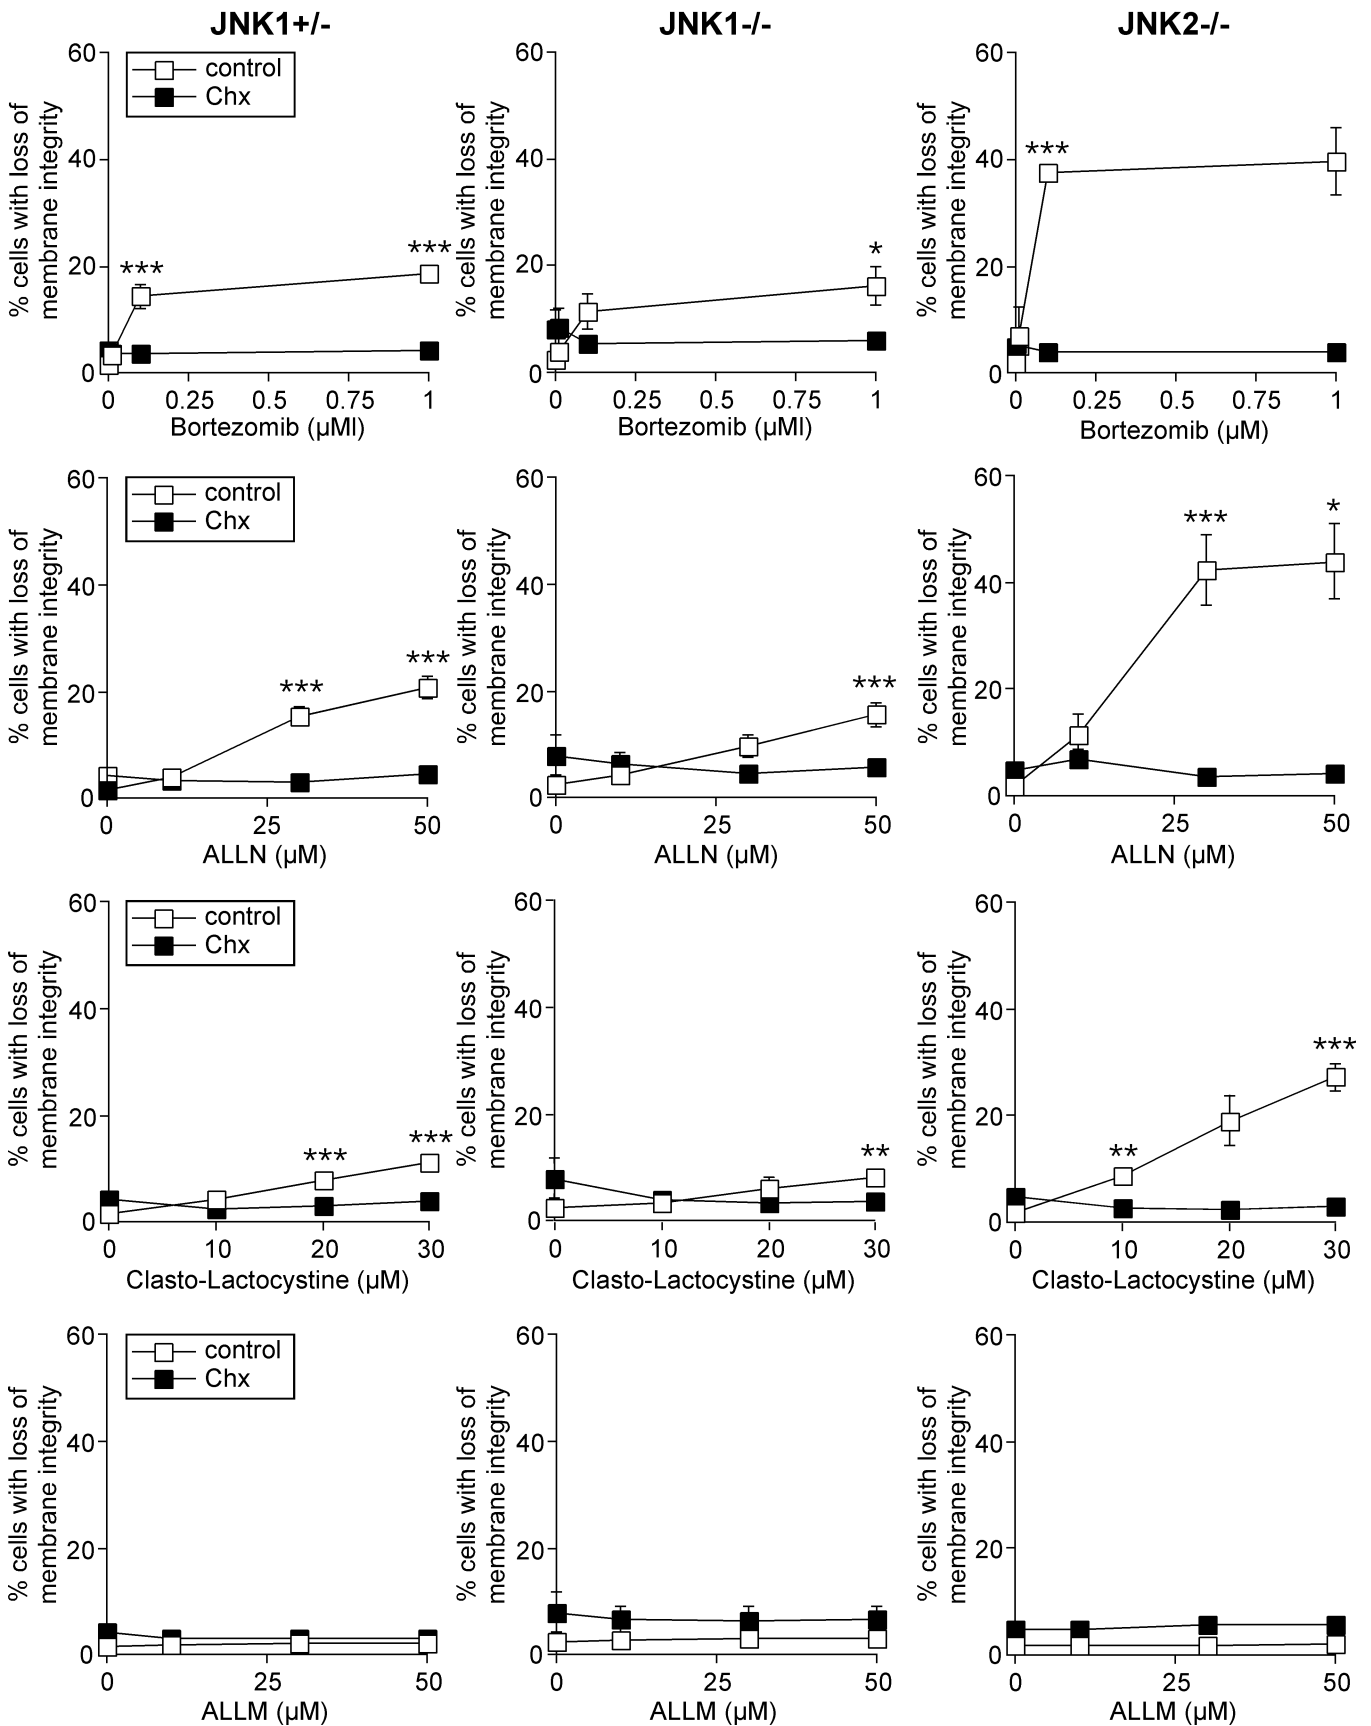 JNK1+/-
JNK1-/-
JNK2-/-
% cells with loss of
membrane integrity
60
40
20
0
control
Chx
***
***
0
0.25
0.5
0.75
1
Bortezomib (µMl)
% cells with loss of
membrane integrity
60
40
20
0
*
0
0.25
0.5
0.75
1
Bortezomib (µMl)
% cells with loss of
membrane integrity
60
40
20
0
***
0
0.25
0.5
0.75
1
Bortezomib (µM)
% cells with loss of
membrane integrity
60
40
20
0
control
Chx
***
***
0
25
50
ALLN (µM)
% cells with loss of
membrane integrity
60
40
20
0
***
0
25
50
ALLN (µM)
% cells with loss of
membrane integrity
60
40
20
0
***
*
0
25
50
ALLN (µM)
% cells with loss of
membrane integrity
60
40
20
0
control
Chx
***
***
0
10
20
30
Clasto-Lactocystine (µM)
% cells with loss of
membrane integrity
60
40
20
0
**
0
10
20
30
Clasto-Lactocystine (µM)
% cells with loss of
membrane integrity
60
40
20
0
**
***
0
10
20
30
Clasto-Lactocystine (µM)
% cells with loss of
membrane integrity
60
40
20
0
control
Chx
0
25
50
ALLM (µM)
% cells with loss of
membrane integrity
60
40
20
0
0
25
50
ALLM (µM)
% cells with loss of
membrane integrity
60
40
20
0
0
25
50
ALLM (µM)